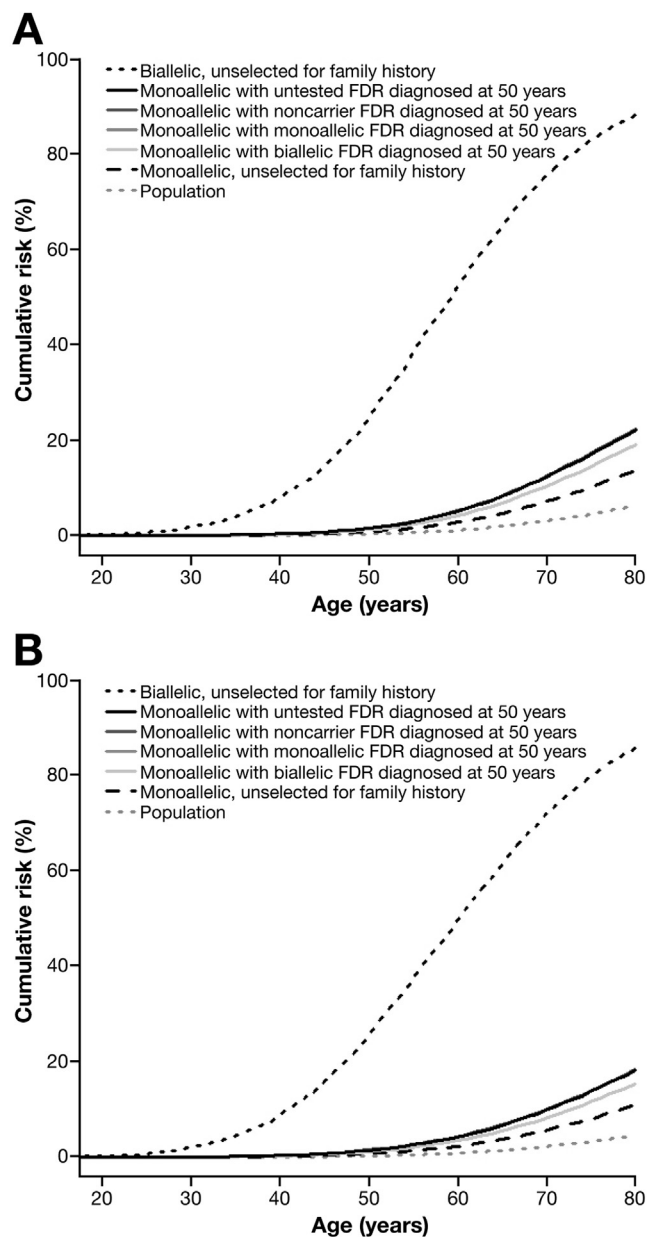 A
100
80
60
40
20
0
Cumulative risk (%)
Biallelic, unselected for family history
Monoallelic with untested FDR diagnosed at 50 years
Monoallelic with noncarrier FDR diagnosed at 50 years
Monoallelic with monoallelic FDR diagnosed at 50 years
Monoallelic with biallelic FDR diagnosed at 50 years
Monoallelic, unselected for family history
Population
20 30 40 50 60 70 80
Age (years)
B
100
80
60
40
20
0
Cumulative risk (%)
Biallelic, unselected for family history
Monoallelic with untested FDR diagnosed at 50 years
Monoallelic with noncarrier FDR diagnosed at 50 years
Monoallelic with monoallelic FDR diagnosed at 50 years
Monoallelic with biallelic FDR diagnosed at 50 years
Monoallelic, unselected for family history
Population
20 30 40 50 60 70 80
Age (years)